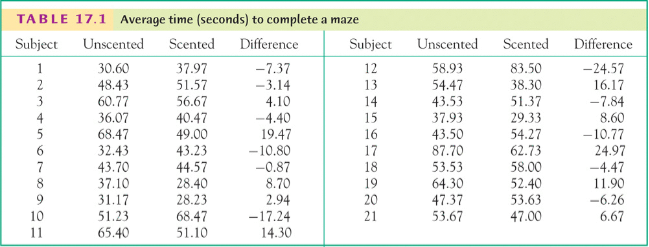 TABLE 17.1 Average time (seconds) to complete a maze
Subject Unscented Scented Difference Subject Unscented Scented Difference
1 30.60 37.97 −7.37 12 58.93 83.50 −24.57
2 48.43 51.57 −3.14 13 54.47 38.30 16.17
3 60.77 56.67 4.10 14 43.53 51.37 −7.84
4 36.07 40.47 −4.40 15 37.93 29.33 8.60
5 68.47 49.00 19.47 16 43.50 54.27 −10.77
6 32.43 43.23 −10.80 17 87.70 62.73 24.97
7 43.70 44.57 −0.87 18 53.53 58.00 −4.47
8 37.10 28.40 8.70 19 64.30 52.40 11.90
9 31.17 28.23 2.94 20 47.37 53.63 −6.26
10 51.23 68.47 −17.24 21 53.67 47.00 6.67
11 65.40 51.10 14.30